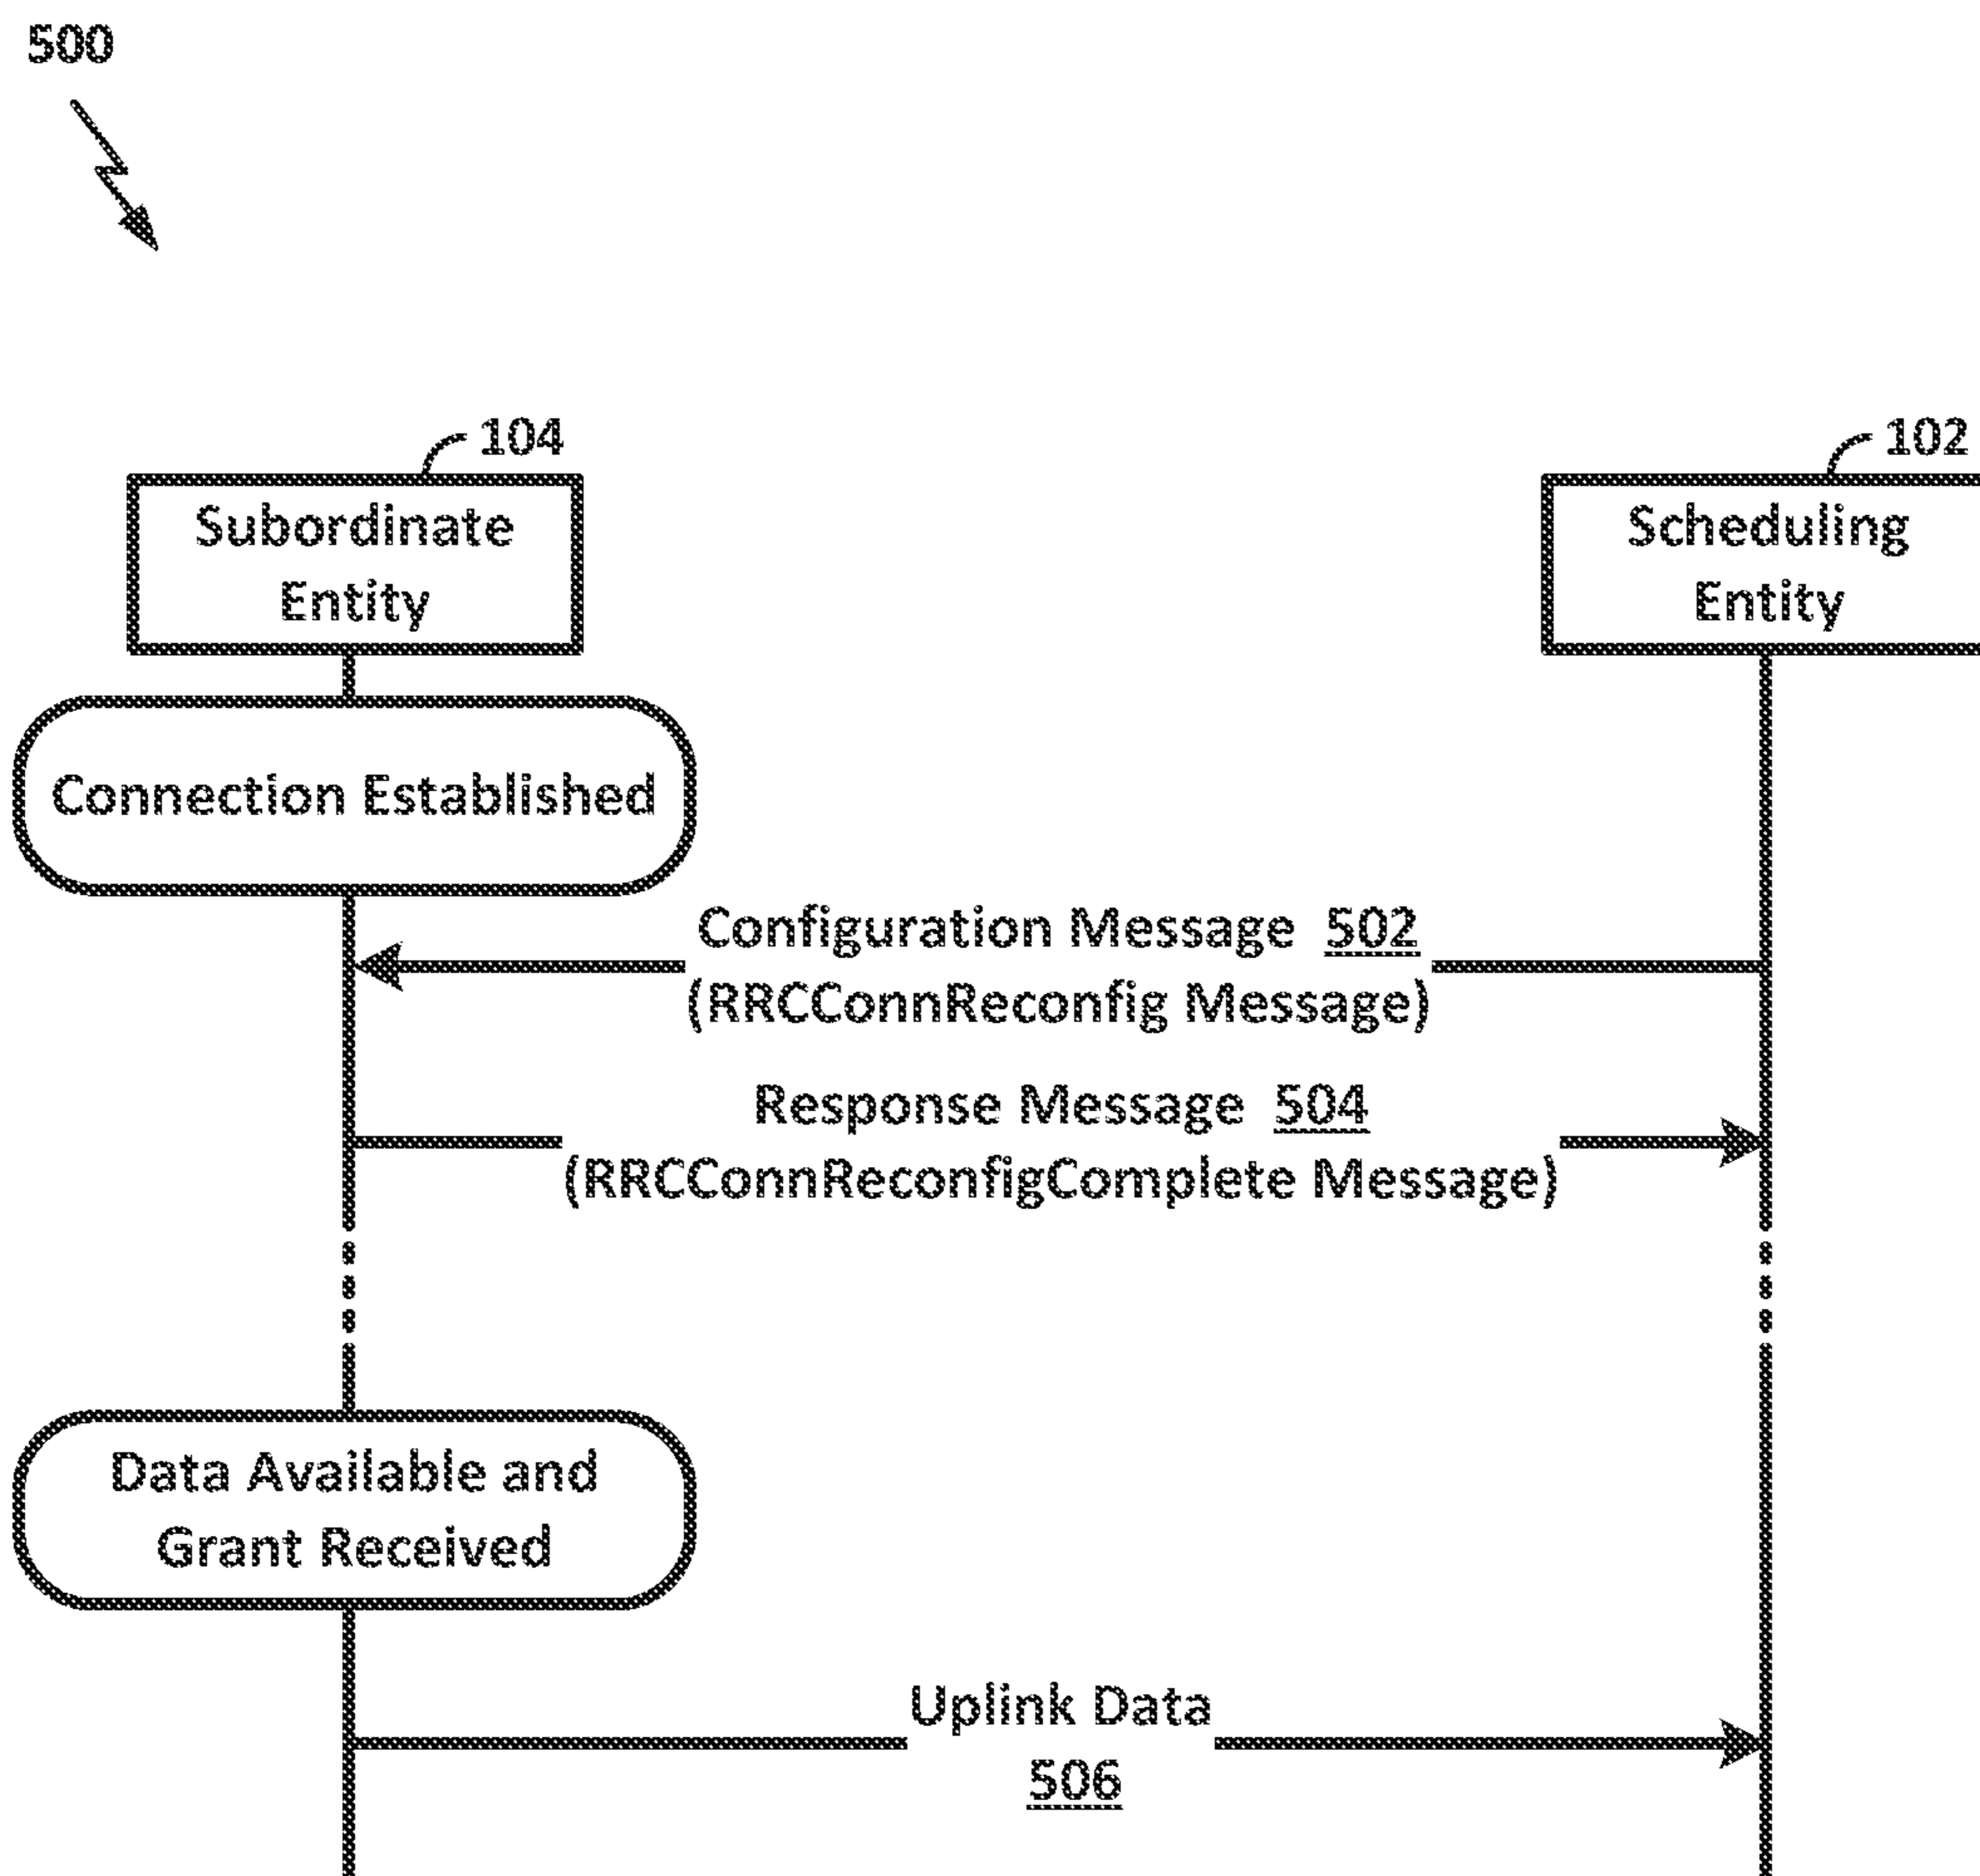 500
104
102
Subordinate
Entity
Scheduling
Entity
Connection Established
Configuration Message 502
(RRCConnReconfig Message)
Response Message 504
(RRCConnReconfigComplete Message)
Data Available and
Grant Received
Uplink Data
506